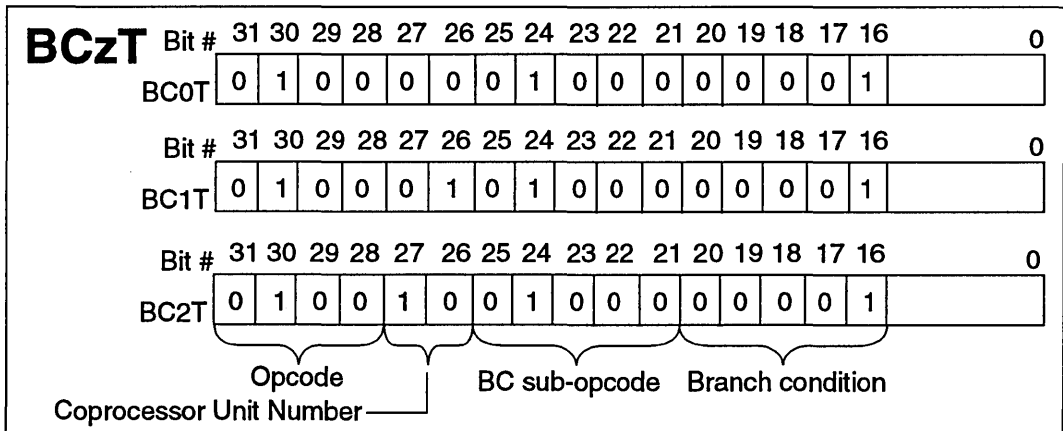 BCzT Bit # 31 30 29 28 27 26 25 24 23 22 21 20 19 18 17 16 0
BC0T 0 1 0 0 0 0 0 1 0 0 0 0 0 0 0 1
Bit # 31 30 29 28 27 26 25 24 23 22 21 20 19 18 17 16 0
BC1T 0 1 0 0 0 1 0 1 0 0 0 0 0 0 0 1
Bit # 31 30 29 28 27 26 25 24 23 22 21 20 19 18 17 16 0
BC2T 0 1 0 0 1 0 0 1 0 0 0 0 0 0 0 1
Opcode BC sub-opcode Branch condition
Coprocessor Unit Number